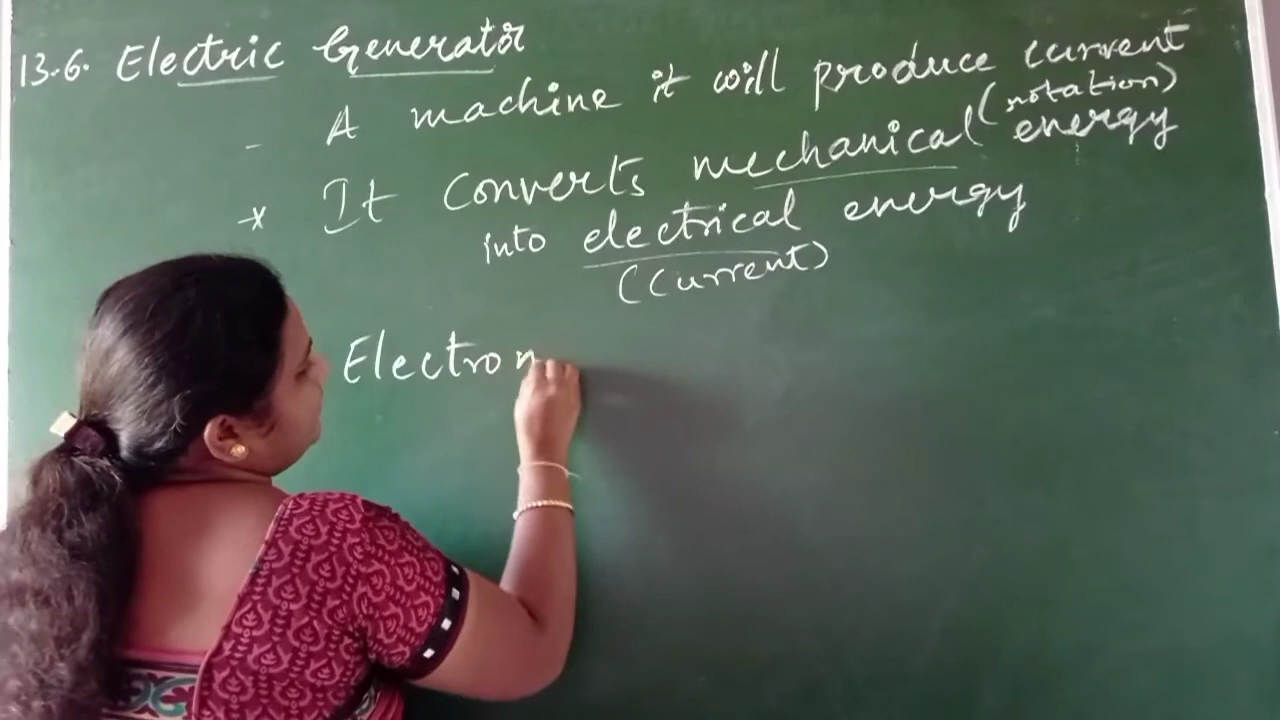 13.6. Electric Generator
- A machine it will produce current
(rotation)
* It converts mechanical energy
into electrical energy
(current)
Electron